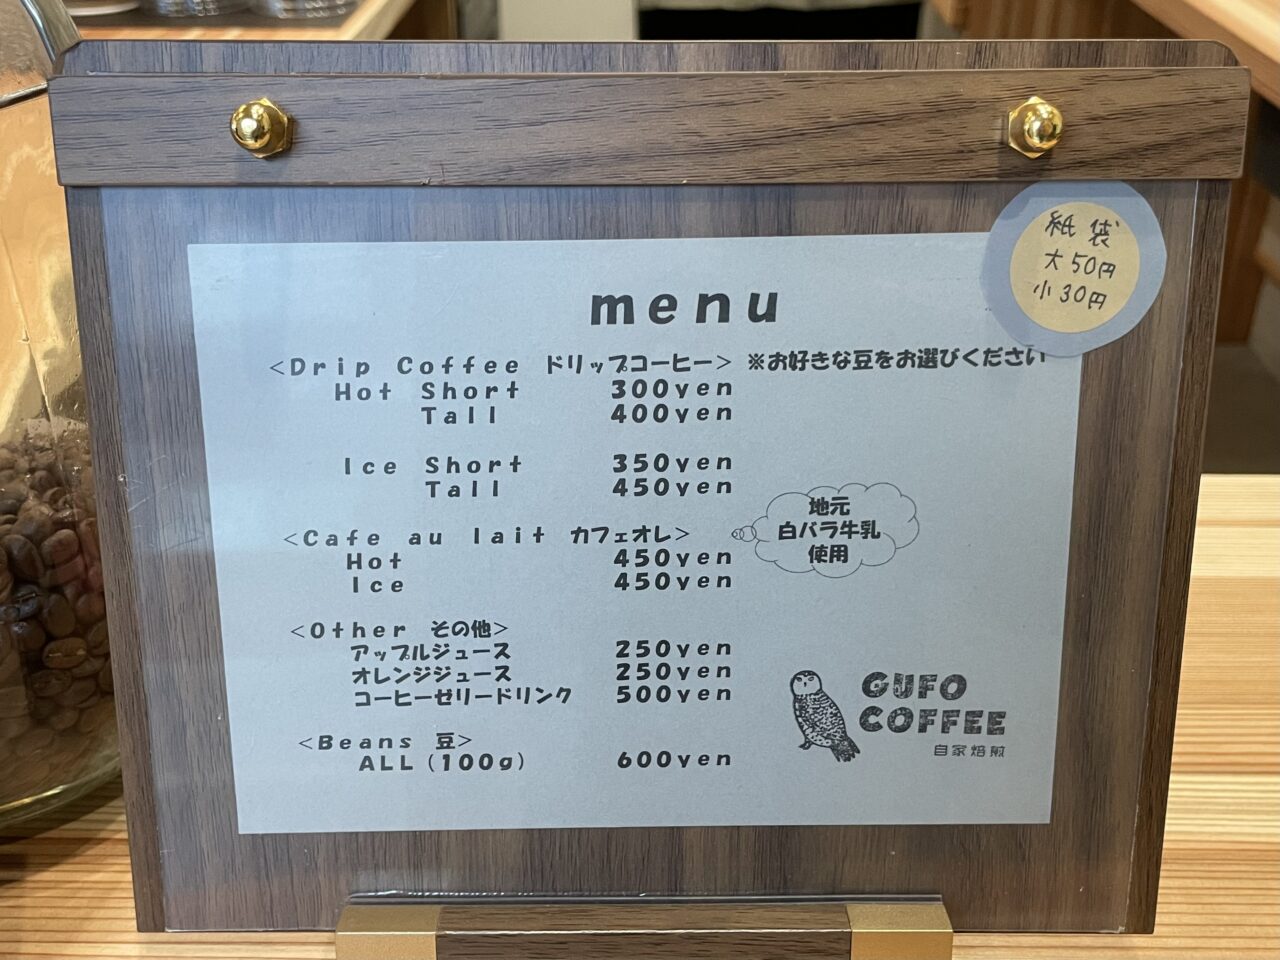 紙袋
大50円
小30円
menu
<Drip Coffee ドリップコーヒー> ※お好きな豆をお選びください
Hot Short 300yen
Tall 400yen
Ice Short 350yen
Tall 450yen
<Cafe au lait カフェオレ>
Hot 450yen
Ice 450yen
地元
白バラ牛乳
使用
<Other その他>
アップルジュース 250yen
オレンジジュース 250yen
コーヒーゼリードリンク 500yen
<Beans 豆>
ALL(100g) 600yen
GUFO
COFFEE
自家焙煎